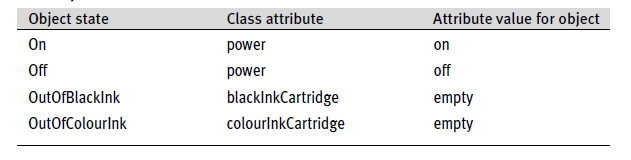 Object state Class attribute Attribute value for object
On power on
Off power off
OutOfBlackInk blackInkCartridge empty
OutOfColourInk colourInkCartridge empty